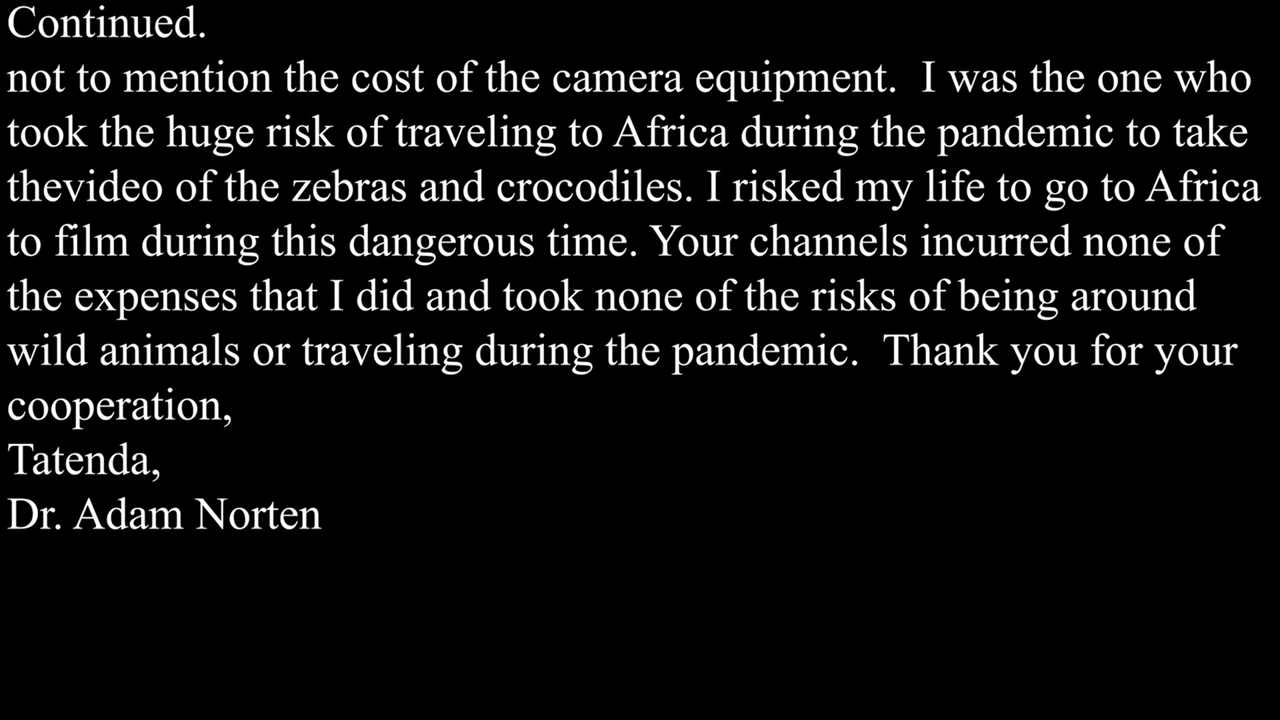 Continued.
not to mention the cost of the camera equipment.  I was the one who
took the huge risk of traveling to Africa during the pandemic to take
thevideo of the zebras and crocodiles. I risked my life to go to Africa
to film during this dangerous time. Your channels incurred none of
the expenses that I did and took none of the risks of being around
wild animals or traveling during the pandemic.  Thank you for your
cooperation,
Tatenda,
Dr. Adam Norten